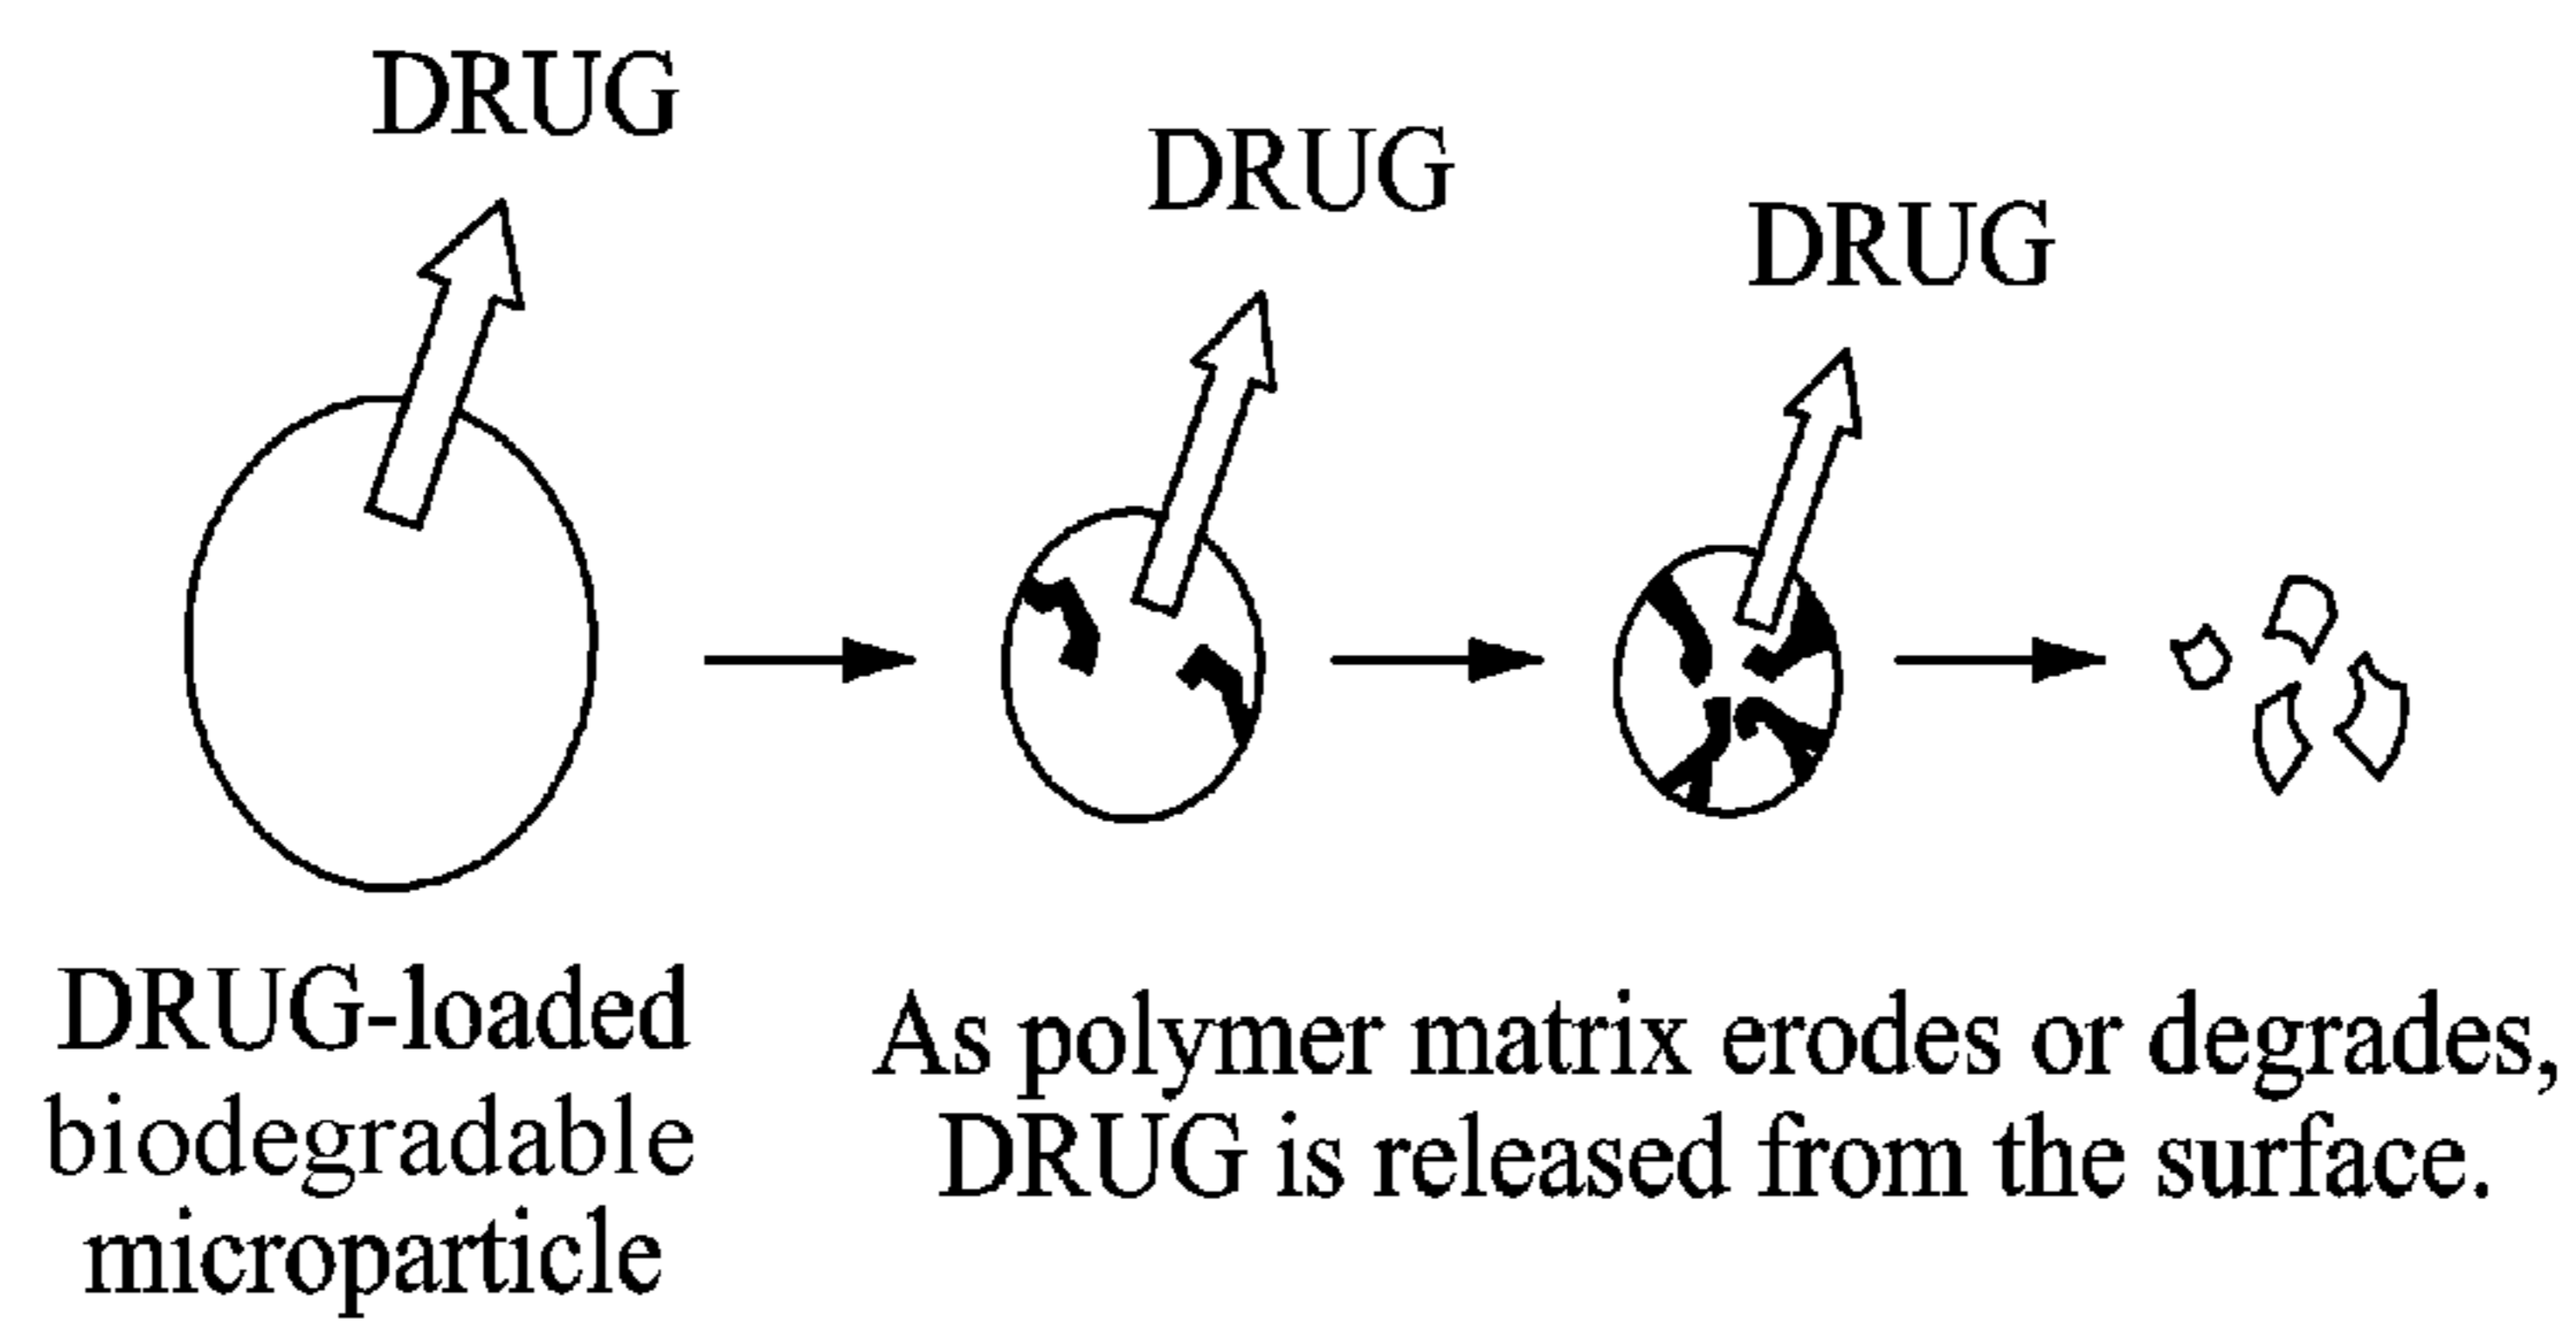 DRUG
DRUG
DRUG
DRUG-loaded
biodegradable
microparticle
As polymer matrix erodes or degrades,
DRUG is released from the surface.